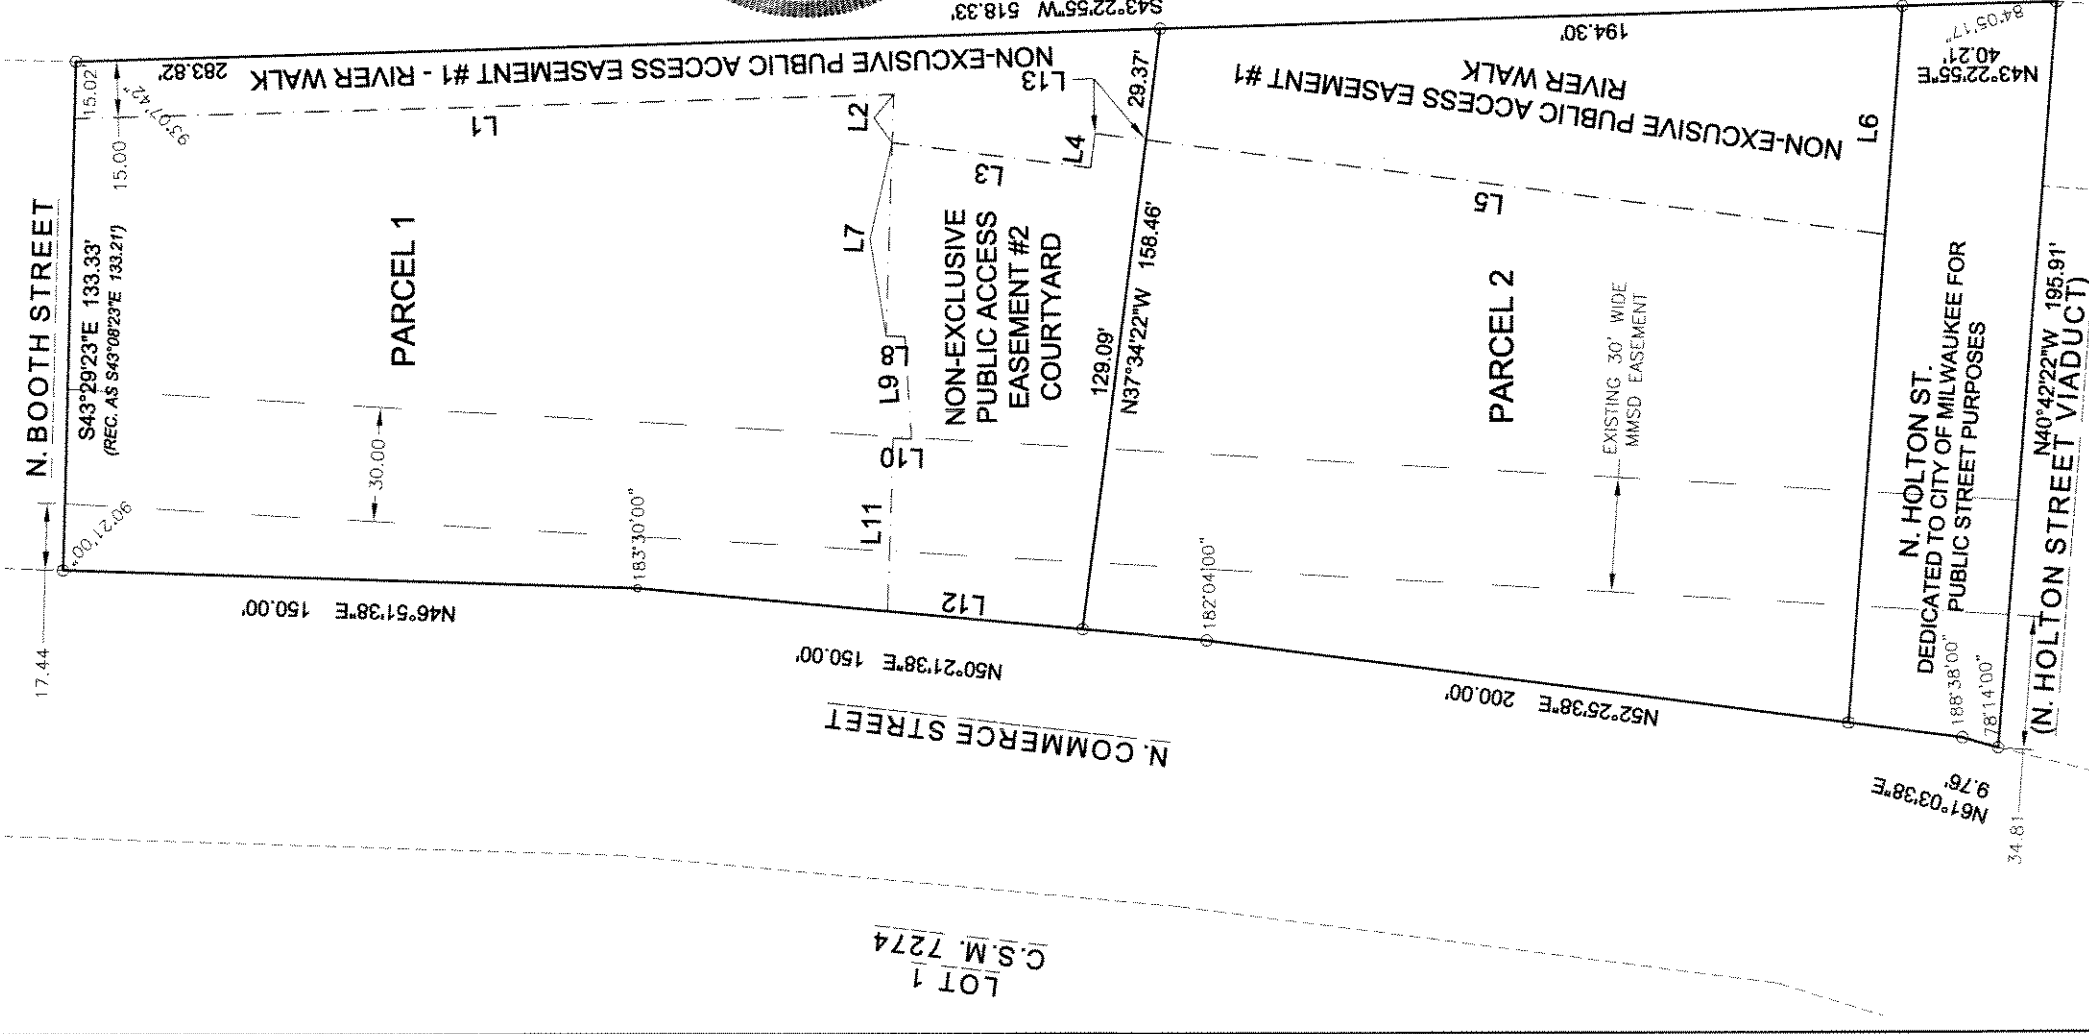 S43°22'55"W 518.33'
N. BOOTH STREET
S43°29'23"E 133.33'
(REC. AS S43°08'23"E 133.21')
15.02'
15.00
93°07'42"
283.82'
NON-EXCUSIVE PUBLIC ACCESS EASEMENT #1 - RIVER WALK
L1
L2
L13
29.37'
194.30'
NON-EXCUSIVE PUBLIC ACCESS EASEMENT #1
RIVER WALK
L6
N43°22'55"E
40.21'
84°05'17"
PARCEL 1
L7
L3
L4
L5
L8
L9
L10
L11
L12
NON-EXCLUSIVE
PUBLIC ACCESS
EASEMENT #2
COURTYARD
129.09'
N37°34'22"W 158.46'
PARCEL 2
EXISTING 30' WIDE
MMSD EASEMENT
N. HOLTON ST.
DEDICATED TO CITY OF MILWAUKEE FOR
PUBLIC STREET PURPOSES
N40°42'22"W 195.91'
(N. HOLTON STREET VIADUCT)
30.00
90°21'00"
17.44
183°30'00"
182°04'00"
188°38'00"
78°14'00"
N46°51'38"E 150.00'
N50°21'38"E 150.00'
N52°25'38"E 200.00'
N61°03'38"E
9.76'
34.81
N. COMMERCE STREET
LOT 1
C.S.M. 7274